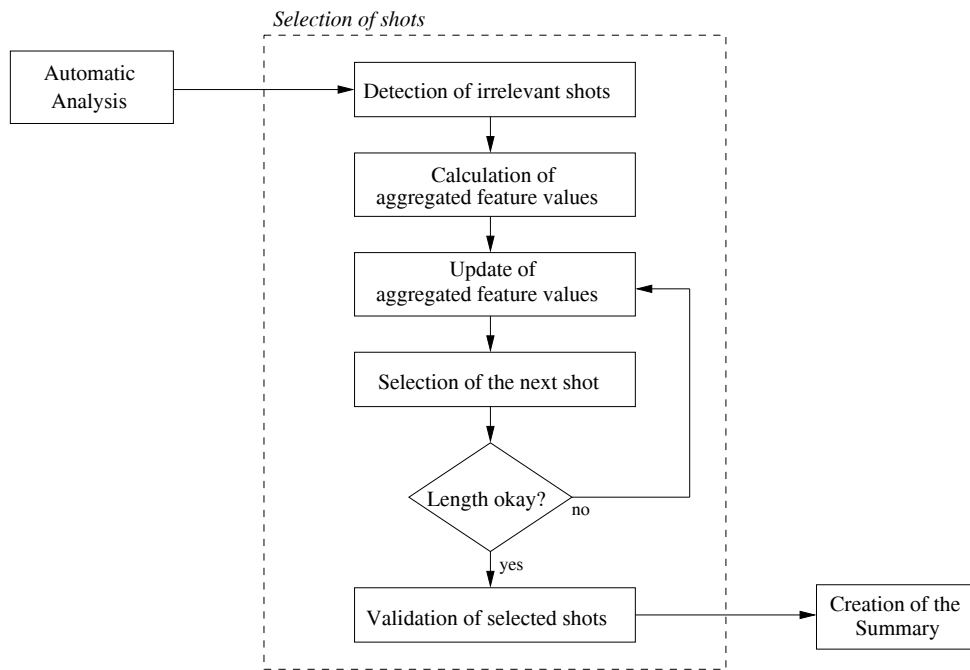 Selection of shots
Automatic
Analysis
Detection of irrelevant shots
Calculation of
aggregated feature values
Update of
aggregated feature values
Selection of the next shot
Length okay?
no
yes
Validation of selected shots
Creation of the
Summary